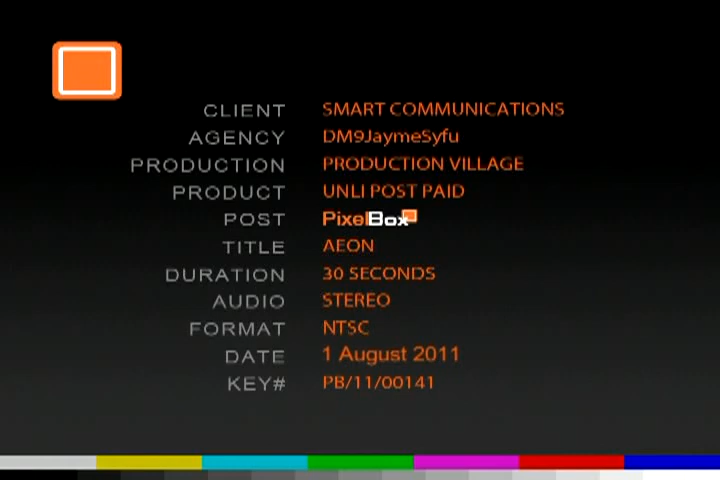 CLIENT SMART COMMUNICATIONS
AGENCY DM9JaymeSyfu
PRODUCTION PRODUCTION VILLAGE
PRODUCT UNLI POST PAID
POST PixelBox
TITLE AEON
DURATION 30 SECONDS
AUDIO STEREO
FORMAT NTSC
DATE 1 August 2011
KEY# PB/11/00141